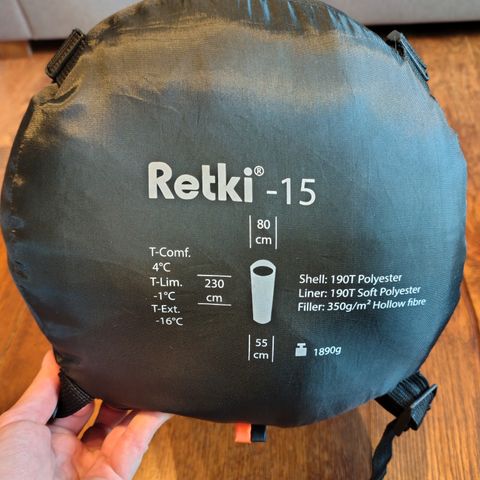 Retki® -15
80
cm
T-Comf.
4°C
T-Lim.
-1°C
T-Ext.
-16°C
230
cm
Shell: 190T Polyester
Liner: 190T Soft Polyester
Filler: 350g/m² Hollow fibre
55
cm
1890g